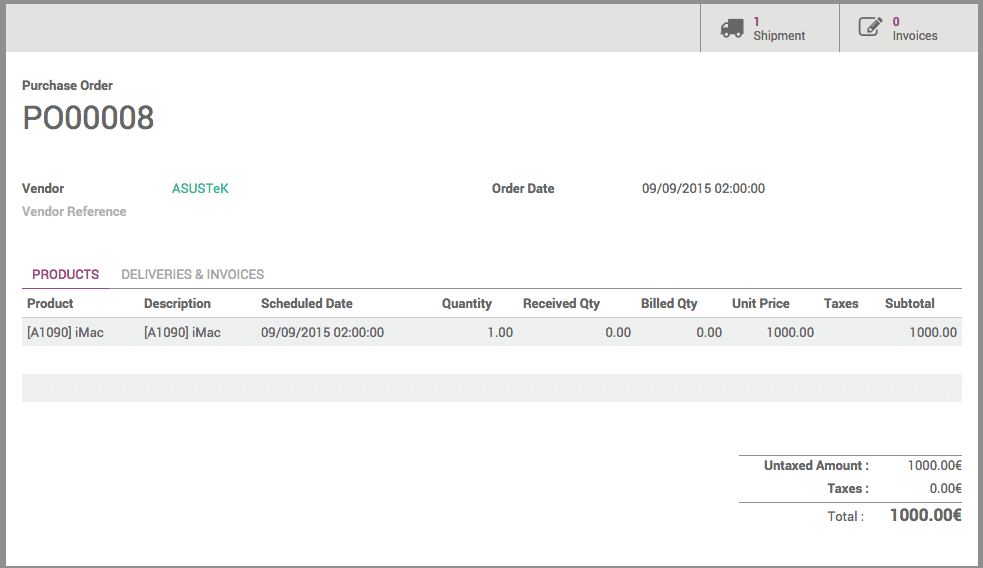 1
Shipment
0
Invoices
Purchase Order
PO00008
Vendor ASUSTeK Order Date 09/09/2015 02:00:00
Vendor Reference
PRODUCTS DELIVERIES & INVOICES
Product Description Scheduled Date Quantity Received Qty Billed Qty Unit Price Taxes Subtotal
[A1090] iMac [A1090] iMac 09/09/2015 02:00:00 1.00 0.00 0.00 1000.00 1000.00
Untaxed Amount : 1000.00€
Taxes : 0.00€
Total : 1000.00€